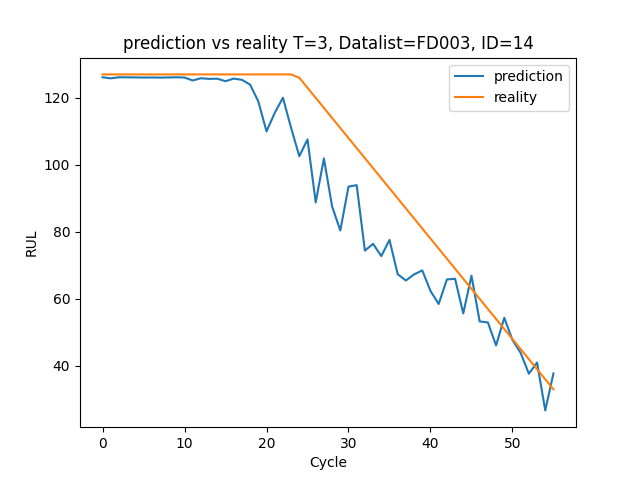 prediction vs reality T=3, Datalist=FD003, ID=14
prediction
reality
120
100
80
60
40
RUL
0 10 20 30 40 50
Cycle